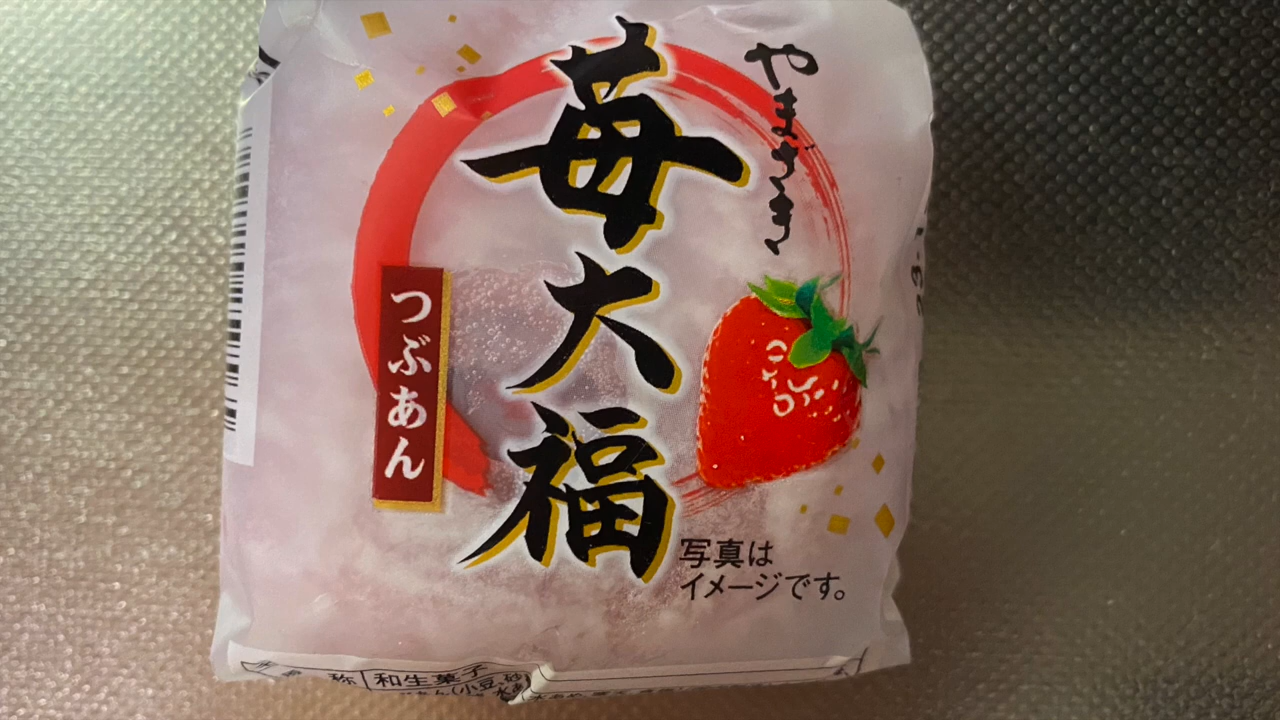 やまざき
苺大福
つぶあん
写真は
イメージです。
称 和生菓子